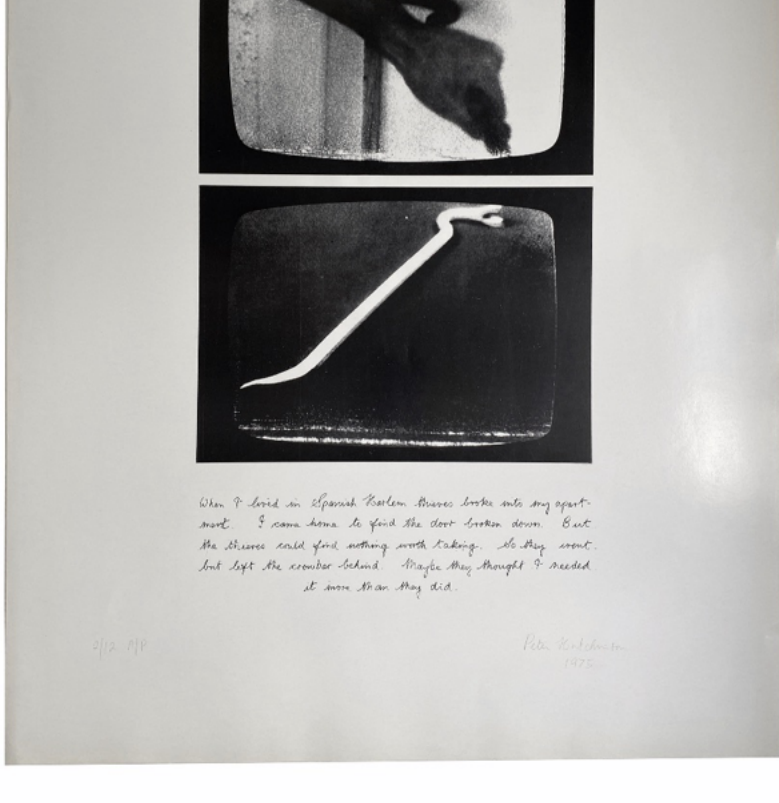 When I lived in Spanish Harlem thieves broke into my apart-
ment. I came home to find the door broken down. But
the thieves could find nothing worth taking. So they went.
but left the crowbar behind. Maybe they thought I needed
it more than they did.
2/12 A/P
Peter Hutchinson
1975